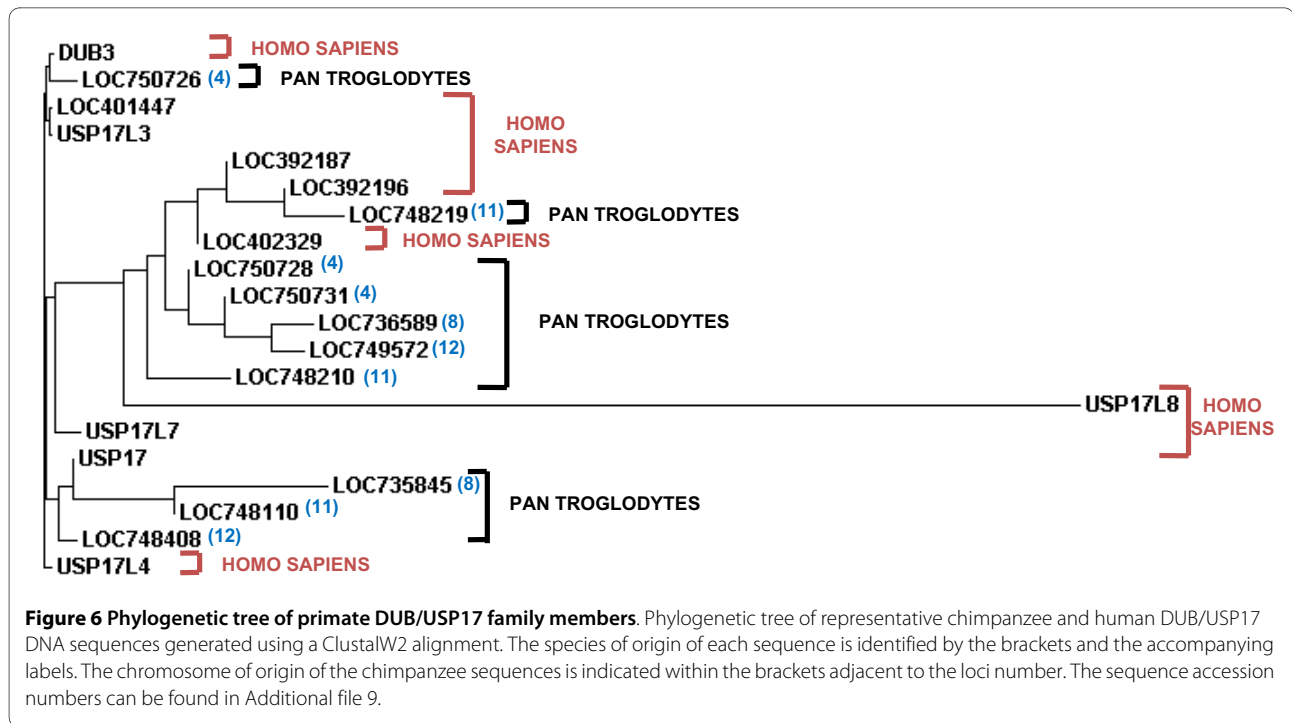 DUB3 HOMO SAPIENS
LOC750726 (4) PAN TROGLODYTES
LOC401447
USP17L3
HOMO
SAPIENS
LOC392187
LOC392196
LOC748219 (11) PAN TROGLODYTES
LOC402329 HOMO SAPIENS
LOC750728 (4)
LOC750731 (4)
LOC736589 (8) PAN TROGLODYTES
LOC749572 (12)
LOC748210 (11)
USP17L8 HOMO
SAPIENS
USP17L7
USP17
LOC735845 (8)
LOC748110 (11) PAN TROGLODYTES
LOC748408 (12)
USP17L4 HOMO SAPIENS
Figure 6 Phylogenetic tree of primate DUB/USP17 family members. Phylogenetic tree of representative chimpanzee and human DUB/USP17
DNA sequences generated using a ClustalW2 alignment. The species of origin of each sequence is identified by the brackets and the accompanying
labels. The chromosome of origin of the chimpanzee sequences is indicated within the brackets adjacent to the loci number. The sequence accession
numbers can be found in Additional file 9.